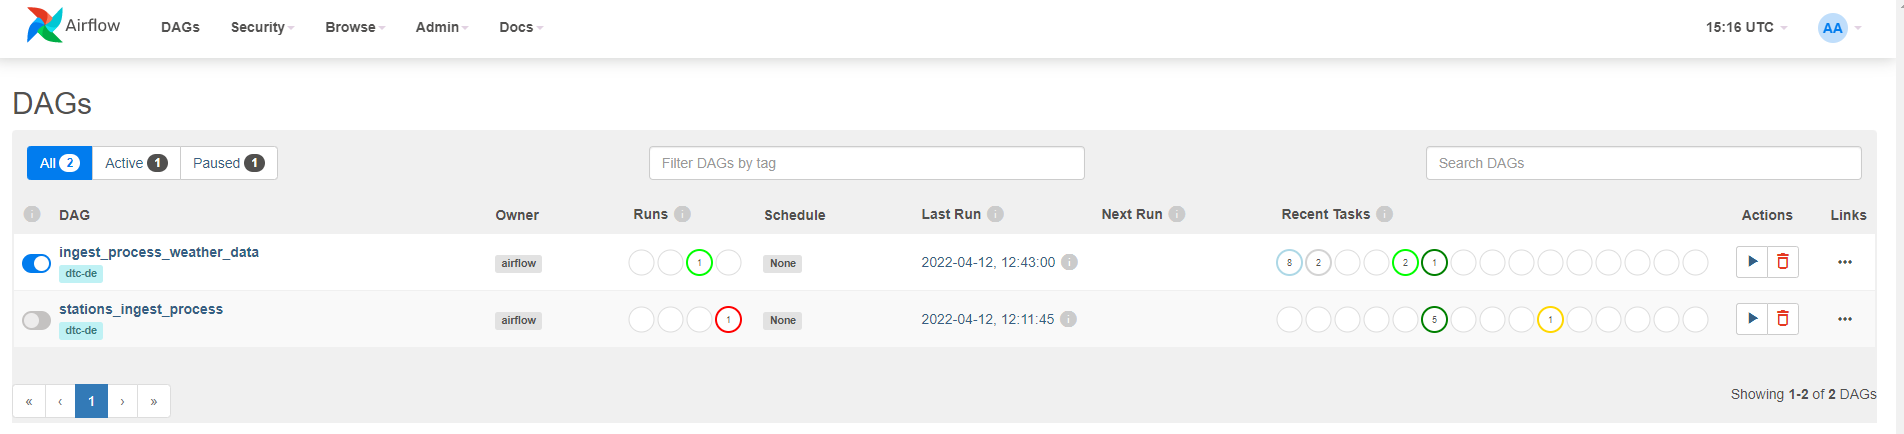 Airflow DAGs Security Browse Admin Docs 15:16 UTC AA
DAGs
All 2 Active 1 Paused 1 Filter DAGs by tag Search DAGs
i DAG Owner Runs i Schedule Last Run i Next Run i Recent Tasks i Actions Links
ingest_process_weather_data
dtc-de airflow 1 None 2022-04-12, 12:43:00 i 8 2 2 1 ...
stations_ingest_process
dtc-de airflow 1 None 2022-04-12, 12:11:45 i 5 1 ...
« ‹ 1 › »
Showing 1-2 of 2 DAGs